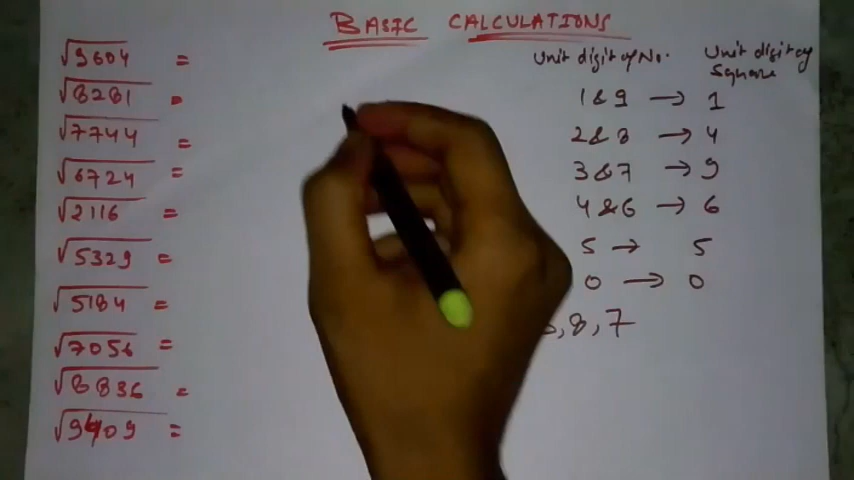 BASIC CALCULATIONS
√9604 =
√8281 =
√7744 =
√6724 =
√2116 =
√5329 =
√5184 =
√7056 =
√8836 =
√9409 =
Unit digit of No.
Unit digit of
Square
1 & 9 → 1
2 & 8 → 4
3 & 7 → 9
4 & 6 → 6
5 → 5
0 → 0
, 8, 7